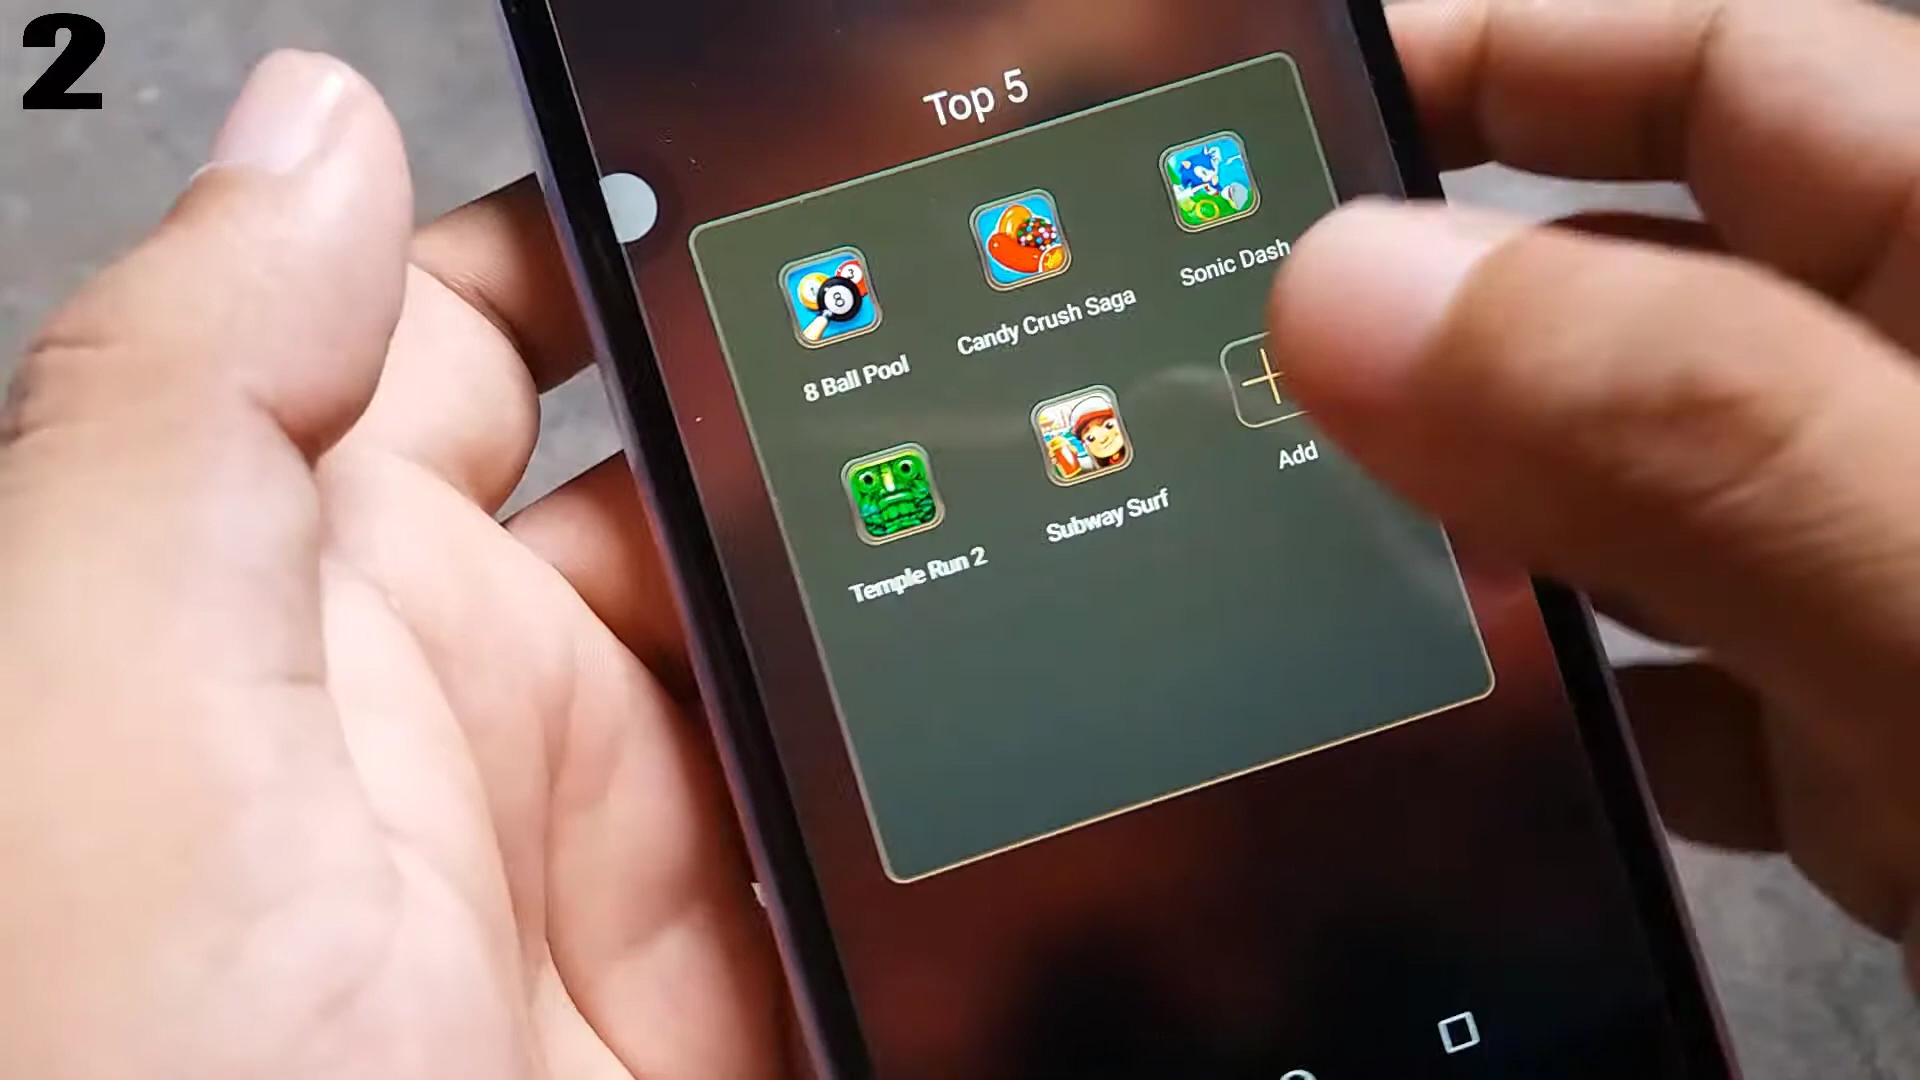 2
Top 5
8 Ball Pool
Candy Crush Saga
Sonic Dash
Temple Run 2
Subway Surf
Add